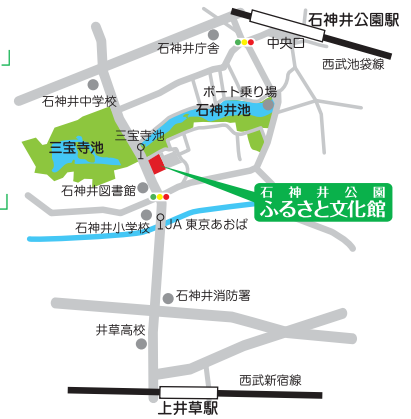 石神井公園駅
石神井庁舎
中央口
西武池袋線
ボート乗り場
石神井中学校
石神井池
三宝寺池
三宝寺池
石神井図書館
石神井公園
ふるさと文化館
石神井小学校
JA 東京あおば
石神井消防署
井草高校
西武新宿線
上井草駅